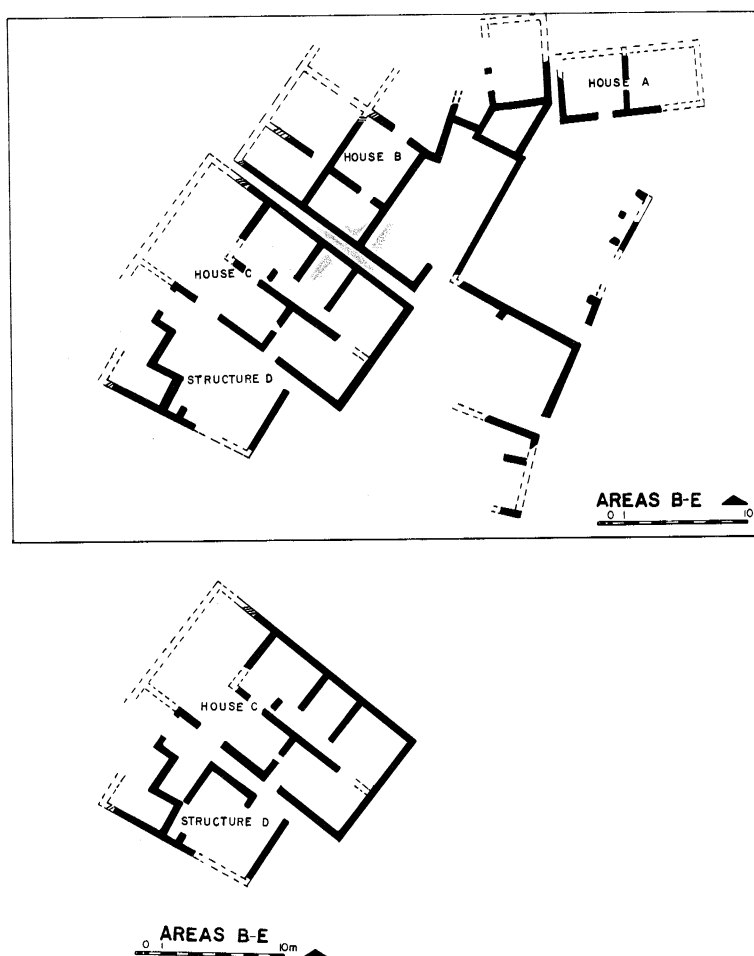 HOUSE A
HOUSE B
HOUSE C
STRUCTURE D
AREAS B-E
0 1 10
HOUSE C
STRUCTURE D
AREAS B-E
0 1 10m